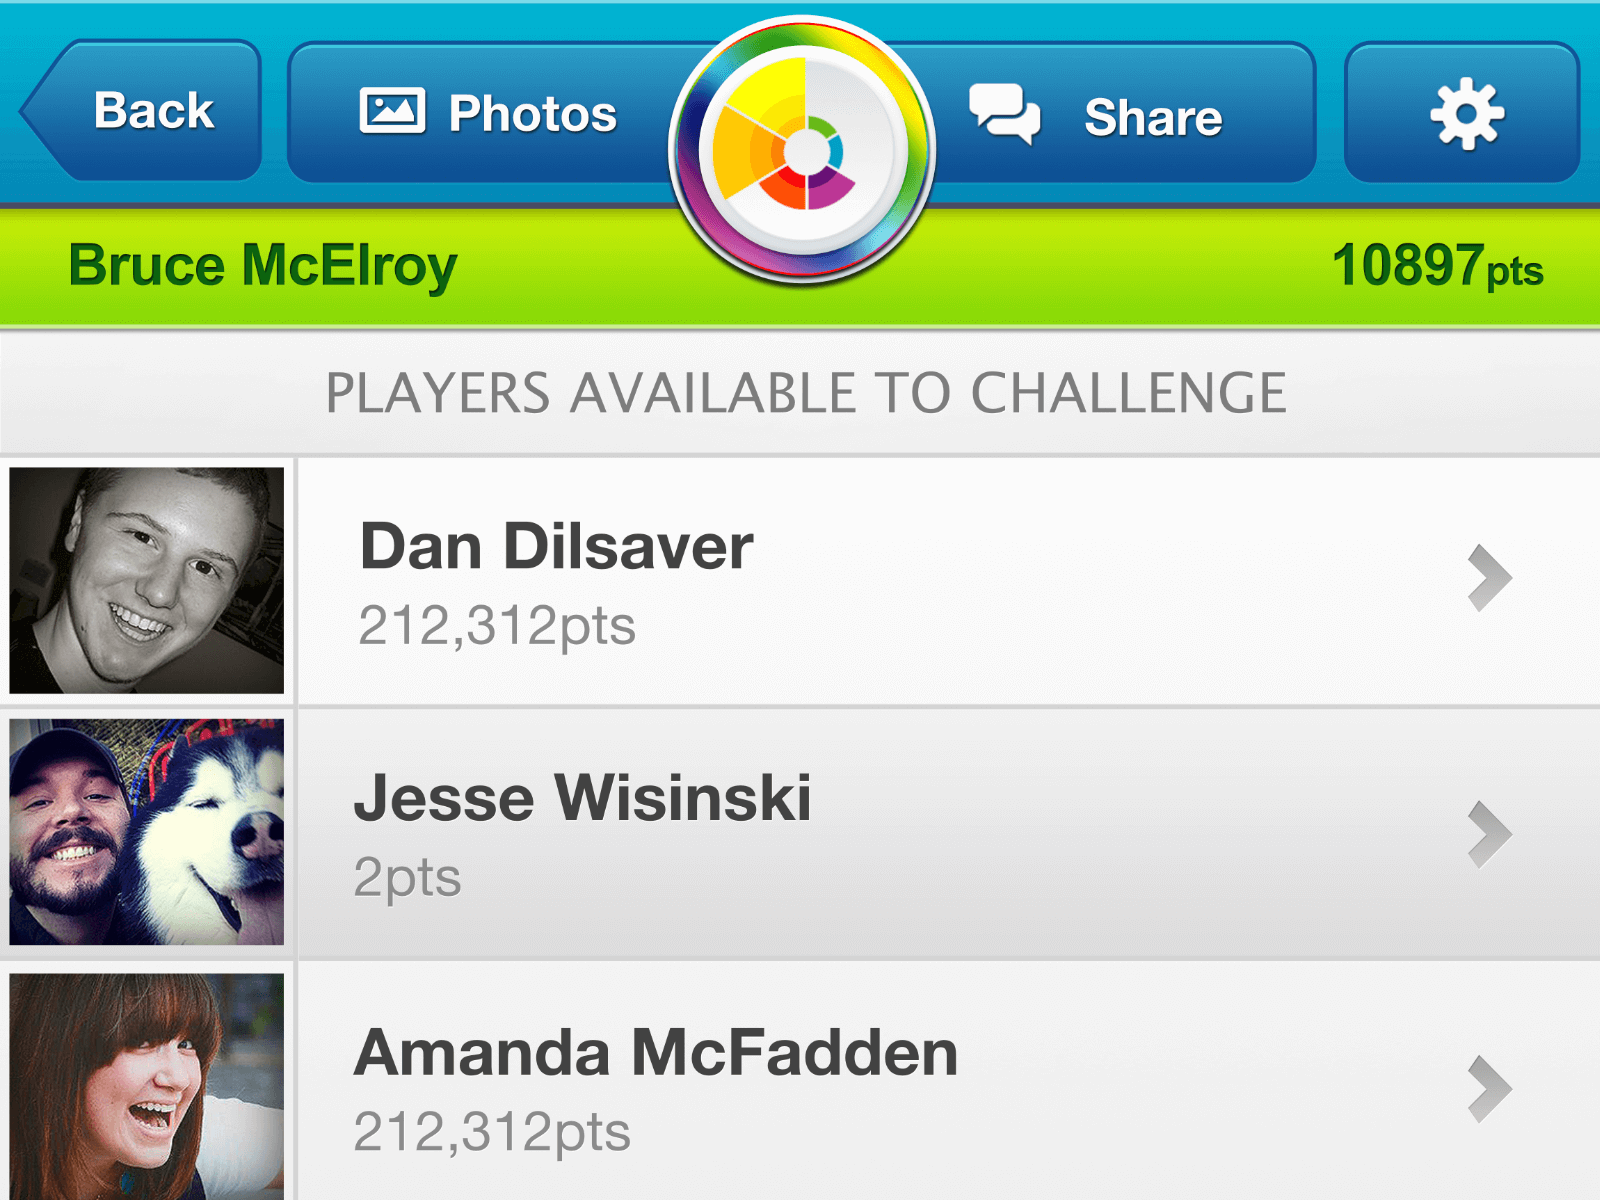 Back
Photos
Share
Bruce McElroy
10897pts
PLAYERS AVAILABLE TO CHALLENGE
Dan Dilsaver
212,312pts
Jesse Wisinski
2pts
Amanda McFadden
212,312pts